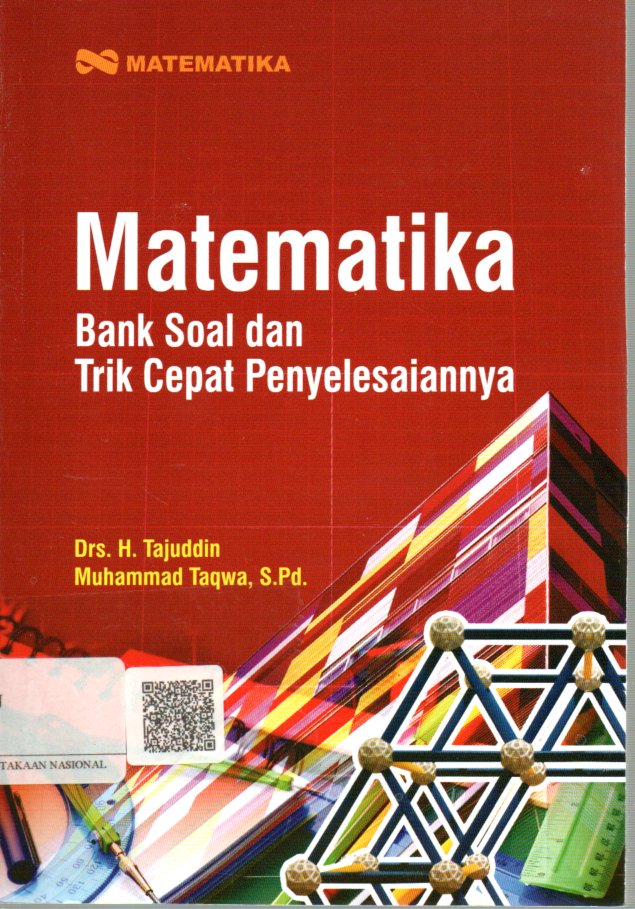 MATEMATIKA
Matematika
Bank Soal dan
Trik Cepat Penyelesaiannya
Drs. H. Tajuddin
Muhammad Taqwa, S.Pd.
TAKAAN NASIONAL